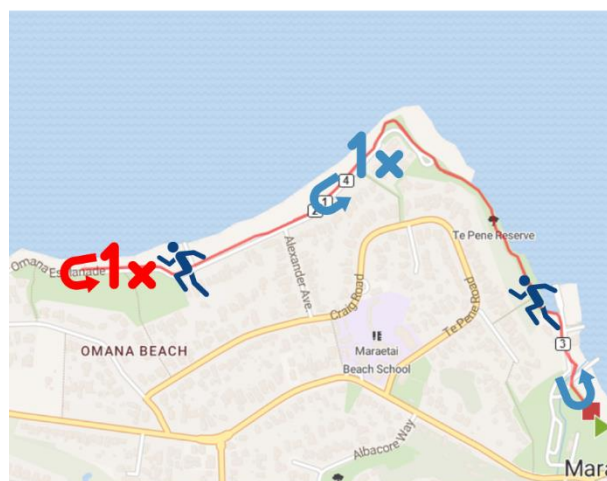 1x
4
1
2
Te Pene Reserve
Omana Esplanade
1x
Alexander Ave.
Craig Road
Te Pene Road
3
OMANA BEACH
Maraetai
Beach School
Albacore Way
Mara